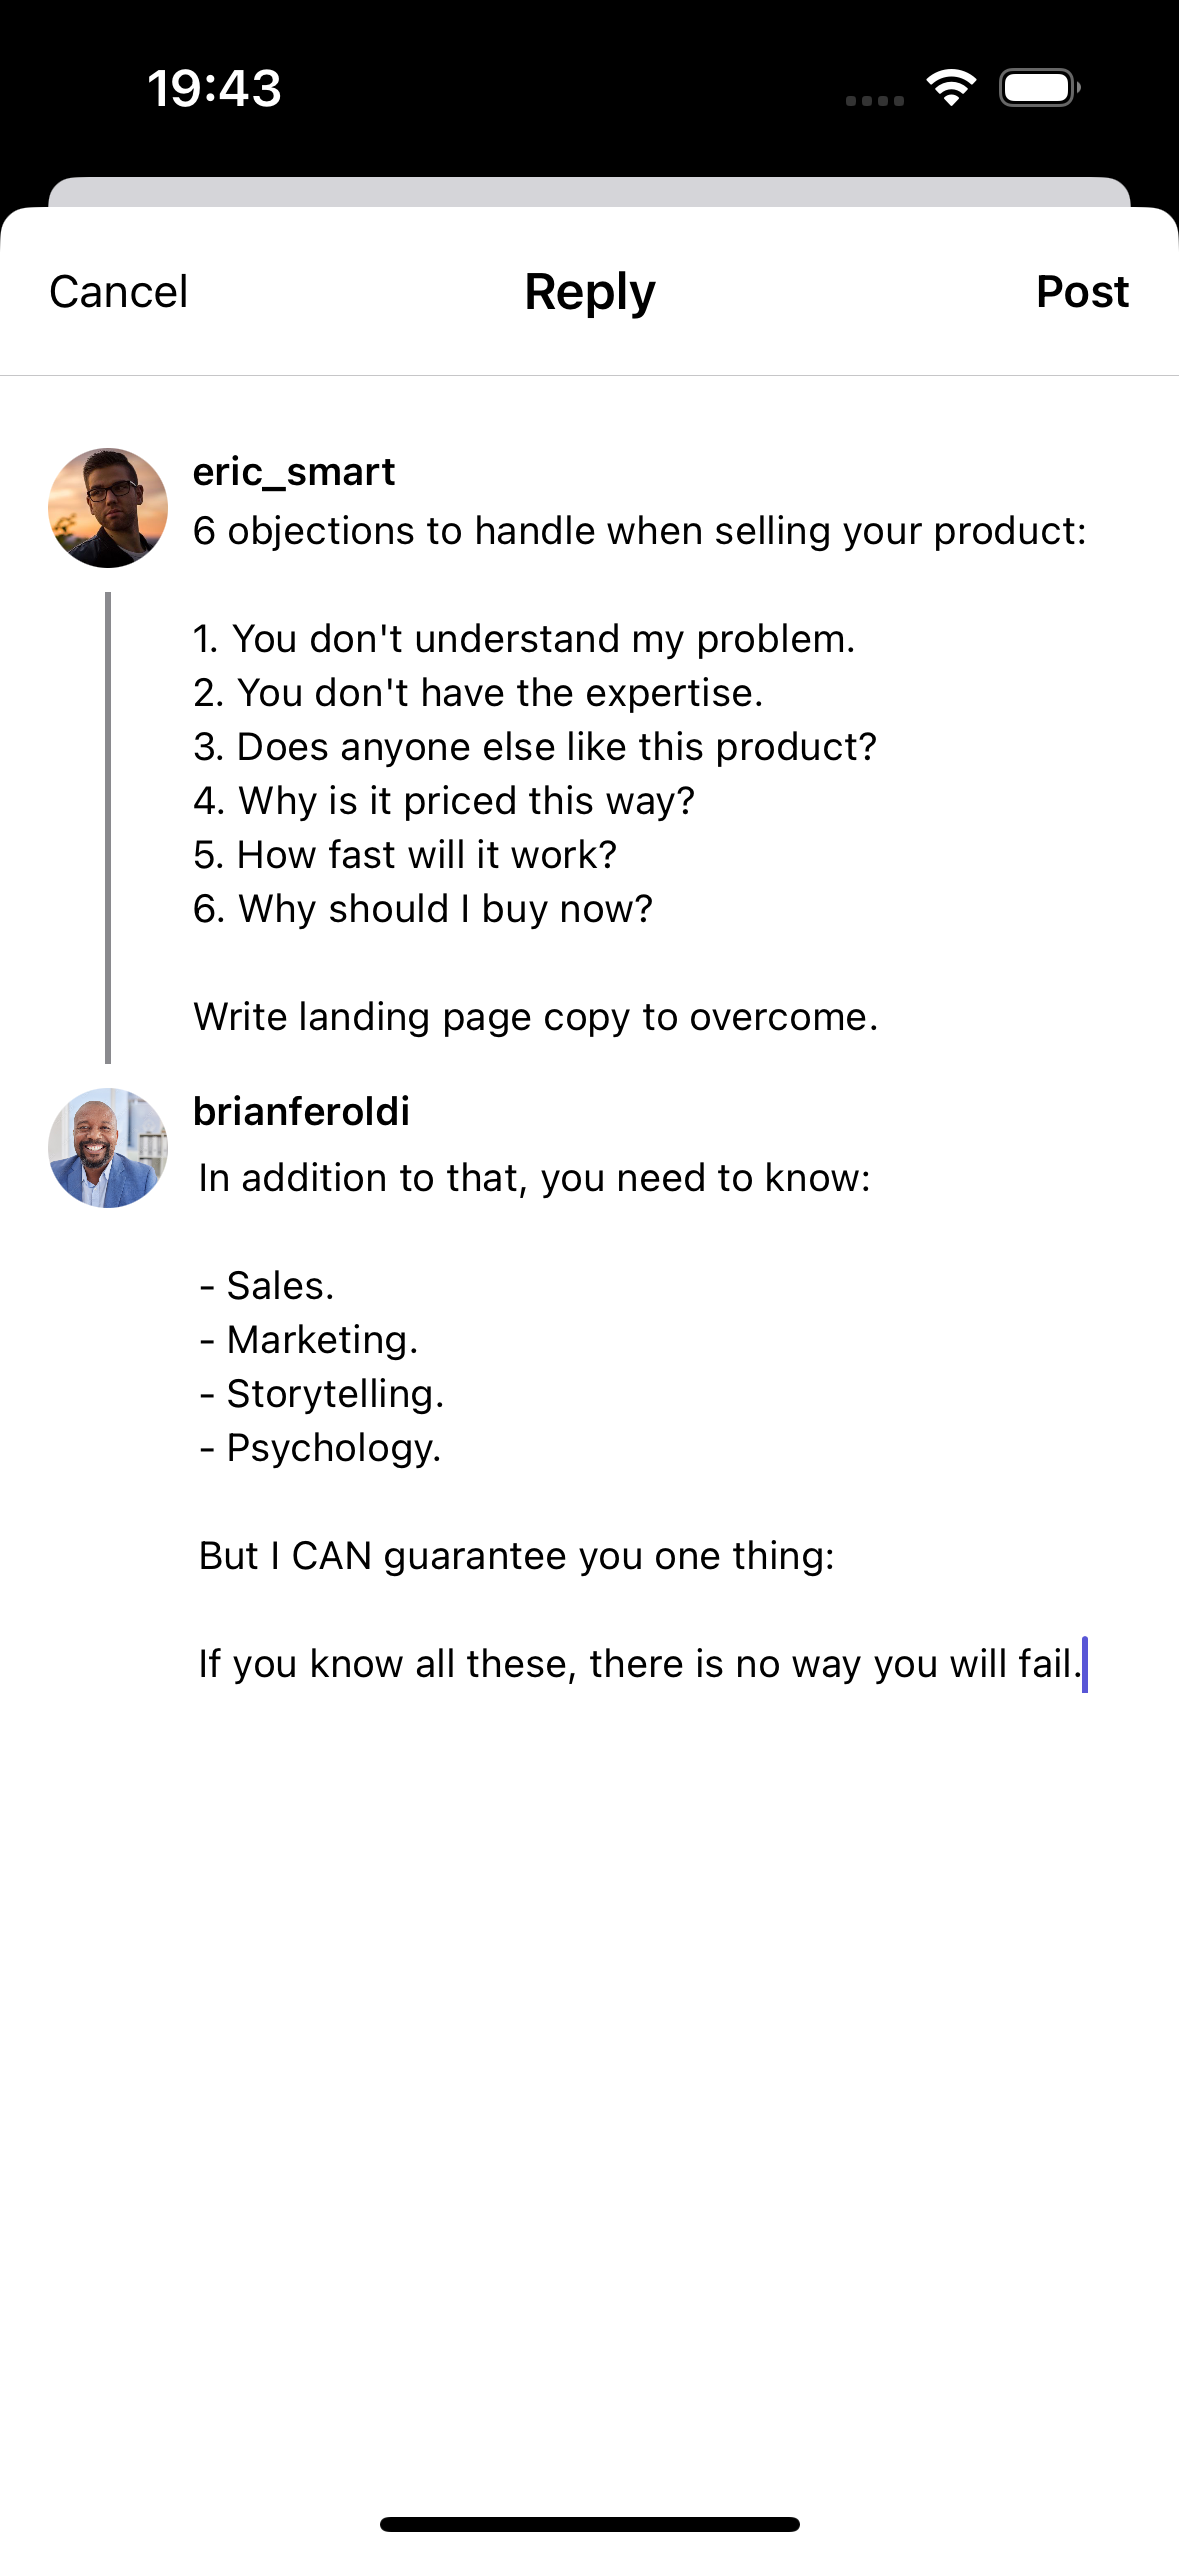 19:43
Cancel
Reply
Post
eric_smart
6 objections to handle when selling your product:
1. You don't understand my problem.
2. You don't have the expertise.
3. Does anyone else like this product?
4. Why is it priced this way?
5. How fast will it work?
6. Why should I buy now?
Write landing page copy to overcome.
brianferoldi
In addition to that, you need to know:
- Sales.
- Marketing.
- Storytelling.
- Psychology.
But I CAN guarantee you one thing:
If you know all these, there is no way you will fail.